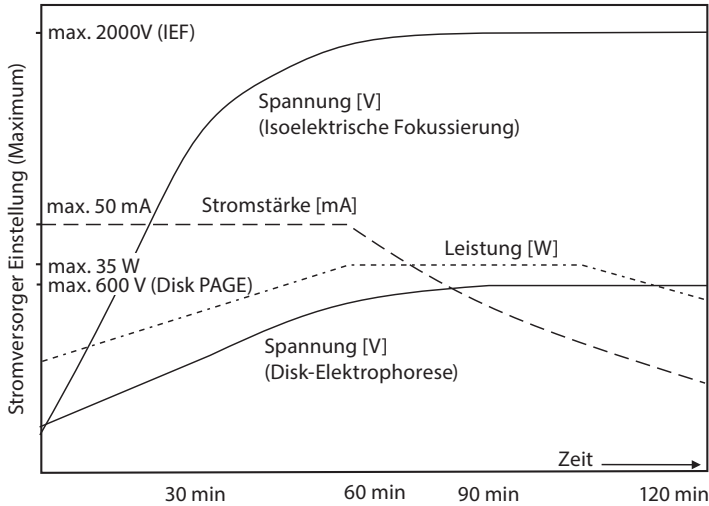 max. 2000V (IEF)
Spannung [V]
(Isoelektrische Fokussierung)
max. 50 mA
Stromstärke [mA]
Leistung [W]
max. 35 W
max. 600 V (Disk PAGE)
Spannung [V]
(Disk-Elektrophorese)
Stromversorger Einstellung (Maximum)
Zeit
30 min
60 min
90 min
120 min